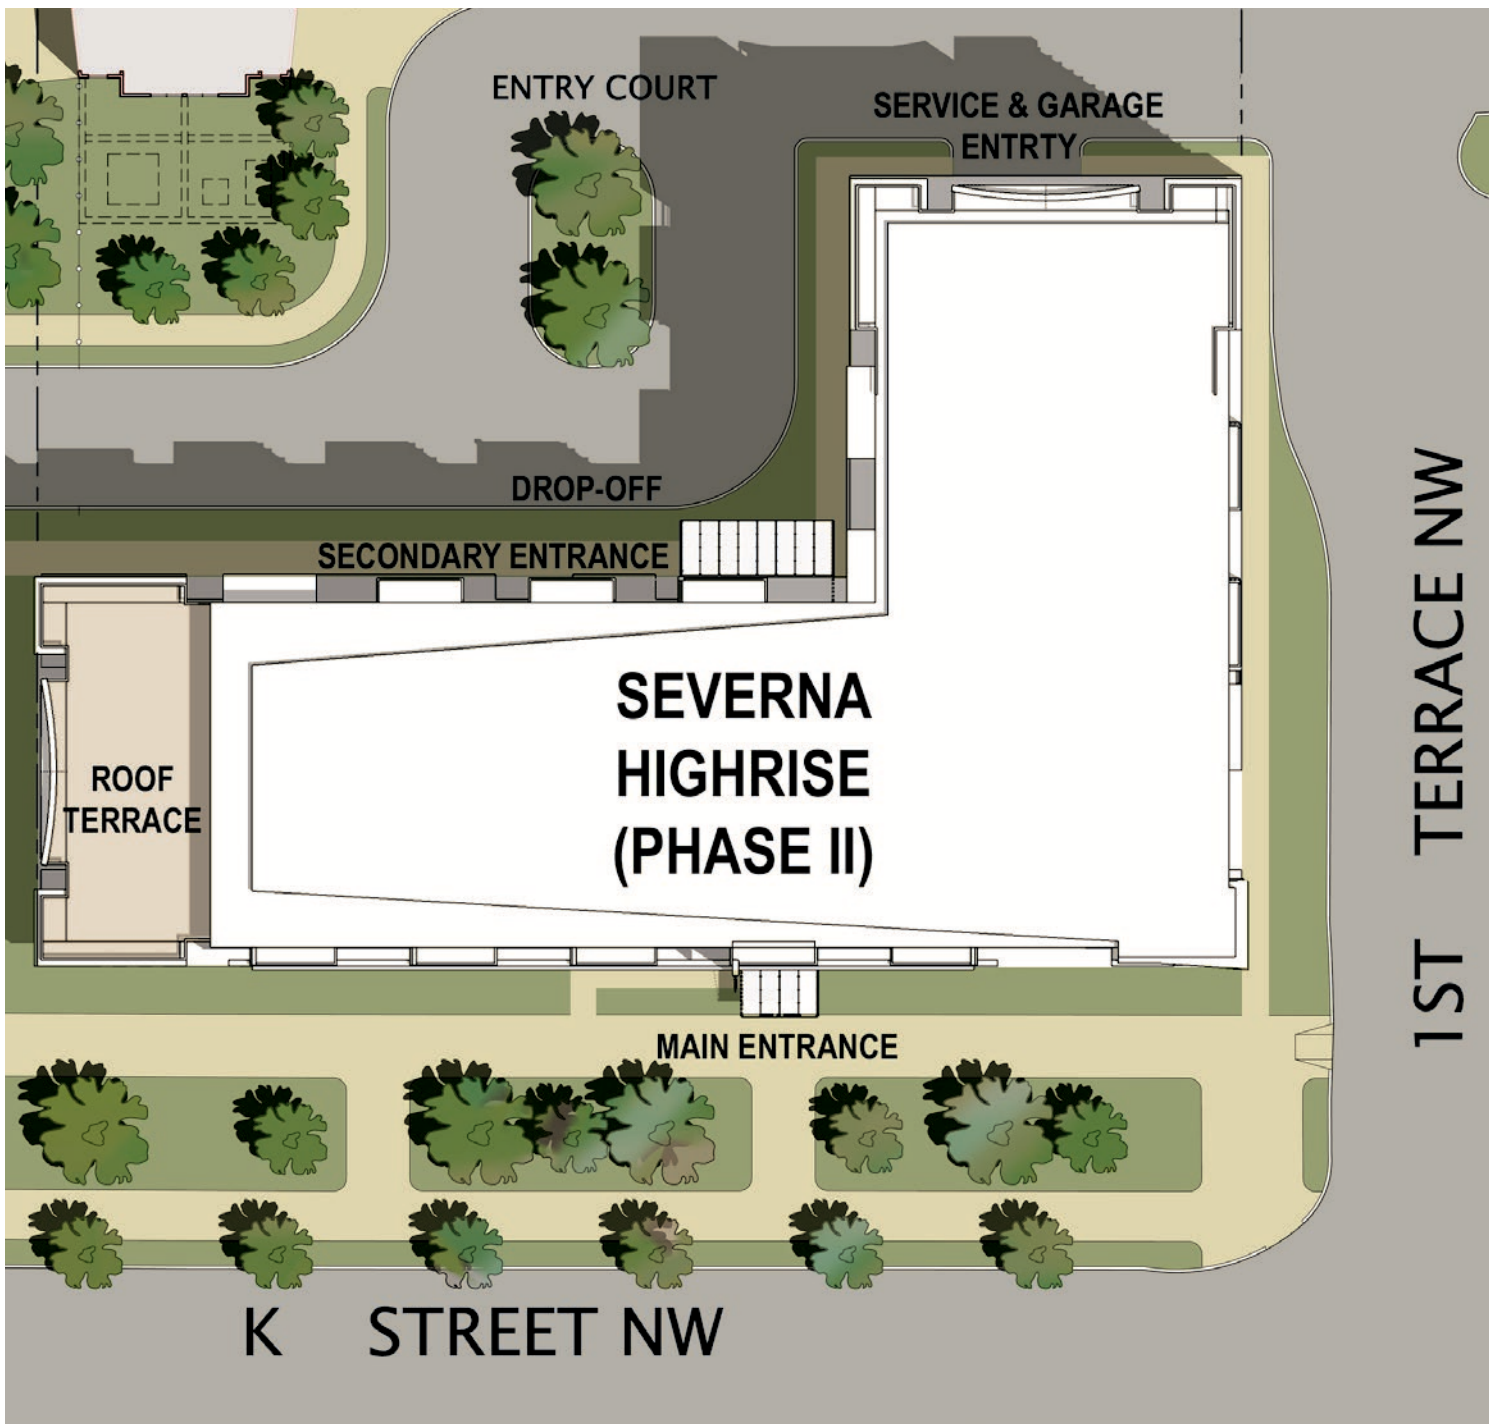 ENTRY COURT
SERVICE & GARAGE
ENTRTY
DROP-OFF
SECONDARY ENTRANCE
SEVERNA
HIGHRISE
(PHASE II)
ROOF
TERRACE
1ST TERRACE NW
MAIN ENTRANCE
K STREET NW